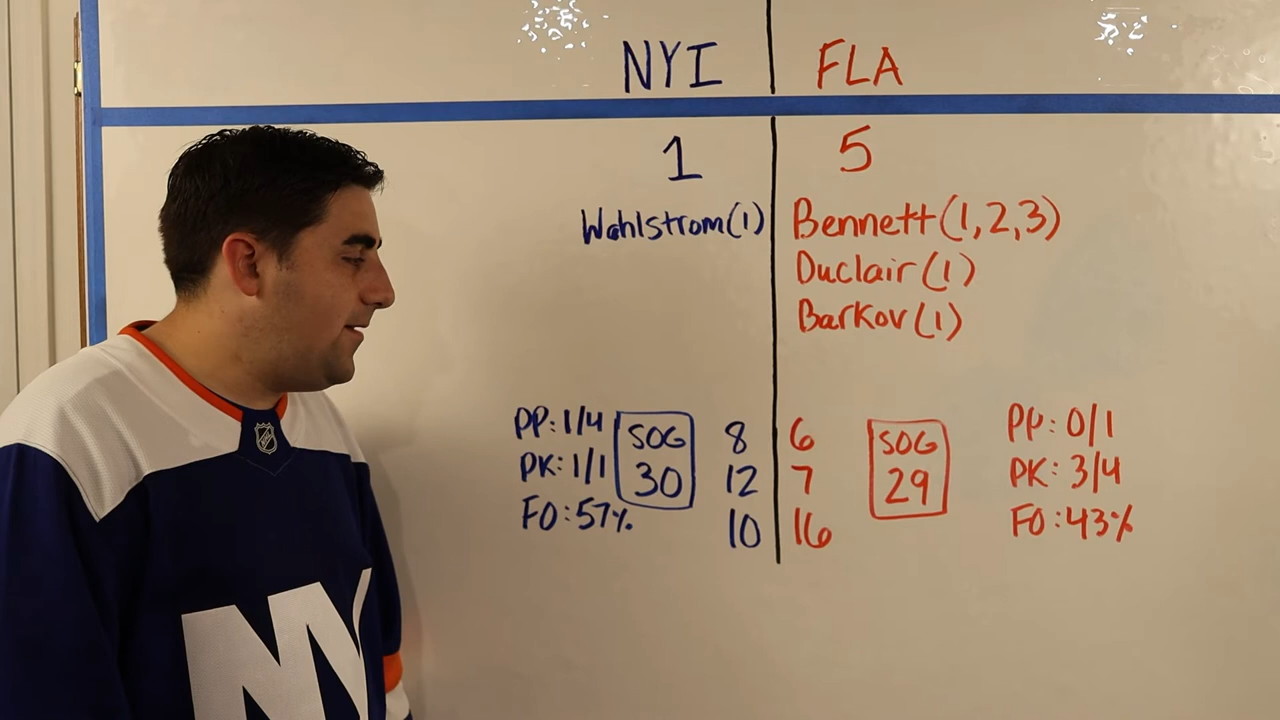 NYI FLA
1 5
Wahlstrom(1) Bennett(1,2,3)
Duclair(1)
Barkov(1)
PP: 1/4 SOG 8 6 SOG PP: 0/1
PK: 1/1 30 12 7 29 PK: 3/4
FO: 57% 10 16 FO: 43%
NHL
NY